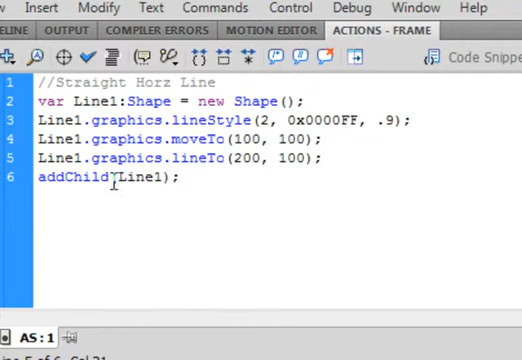 Insert Modify Text Commands Control Debug Window Help
OUTPUT COMPILER ERRORS MOTION EDITOR ACTIONS - FRAME
Code Snippe
1 //Straight Horz Line
2 var Line1:Shape = new Shape();
3 Line1.graphics.lineStyle(2, 0x0000FF, .9);
4 Line1.graphics.moveTo(100, 100);
5 Line1.graphics.lineTo(200, 100);
6 addChild(Line1);
AS:1